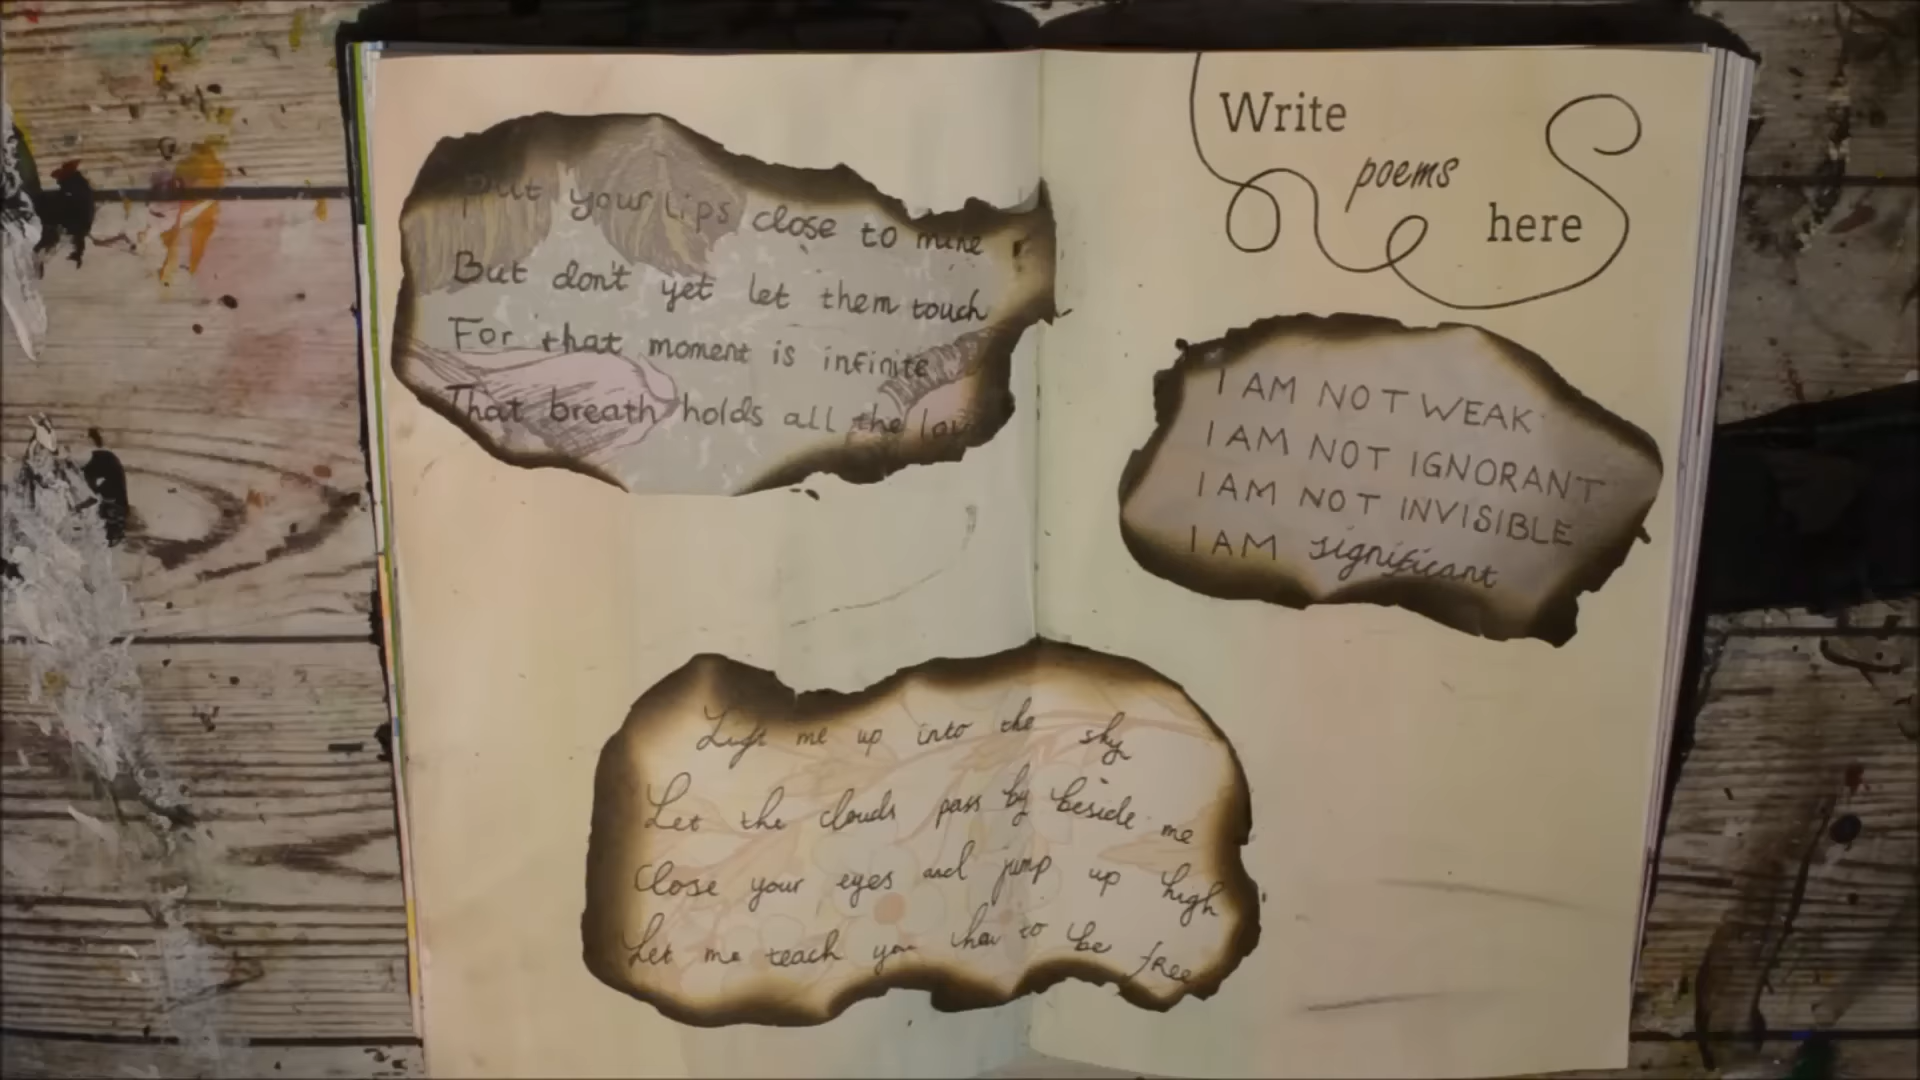 Put your lips close to mine
But don't yet let them touch
For that moment is infinite
That breath holds all the
Write
poems
here
I AM NOT WEAK
I AM NOT IGNORANT
I AM NOT INVISIBLE
I AM significant
Lift me up into the sky
Let the clouds pass by beside me
Close your eyes and jump up high
Let me teach you how to be free